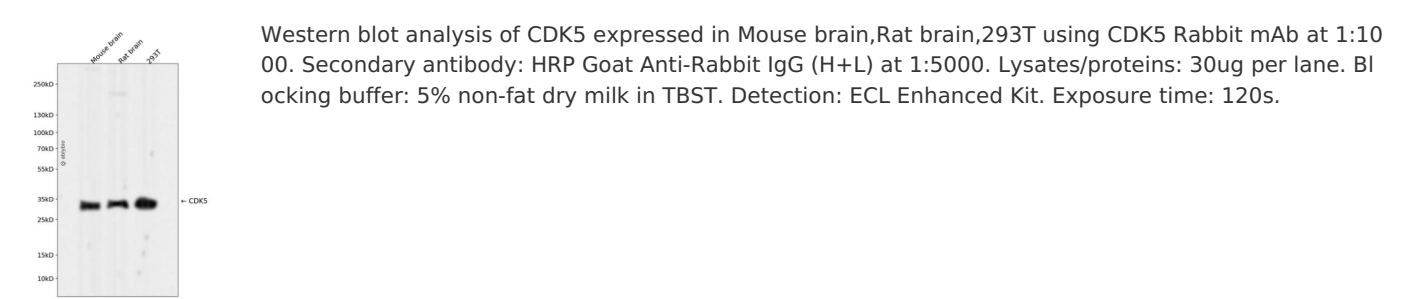 Mouse brain
Rat brain
293T
250kD
130kD
100kD
70kD
55kD
35kD
25kD
15kD
10kD
@ abiybio
← CDK5
Western blot analysis of CDK5 expressed in Mouse brain,Rat brain,293T using CDK5 Rabbit mAb at 1:10
00. Secondary antibody: HRP Goat Anti-Rabbit IgG (H+L) at 1:5000. Lysates/proteins: 30ug per lane. Bl
ocking buffer: 5% non-fat dry milk in TBST. Detection: ECL Enhanced Kit. Exposure time: 120s.